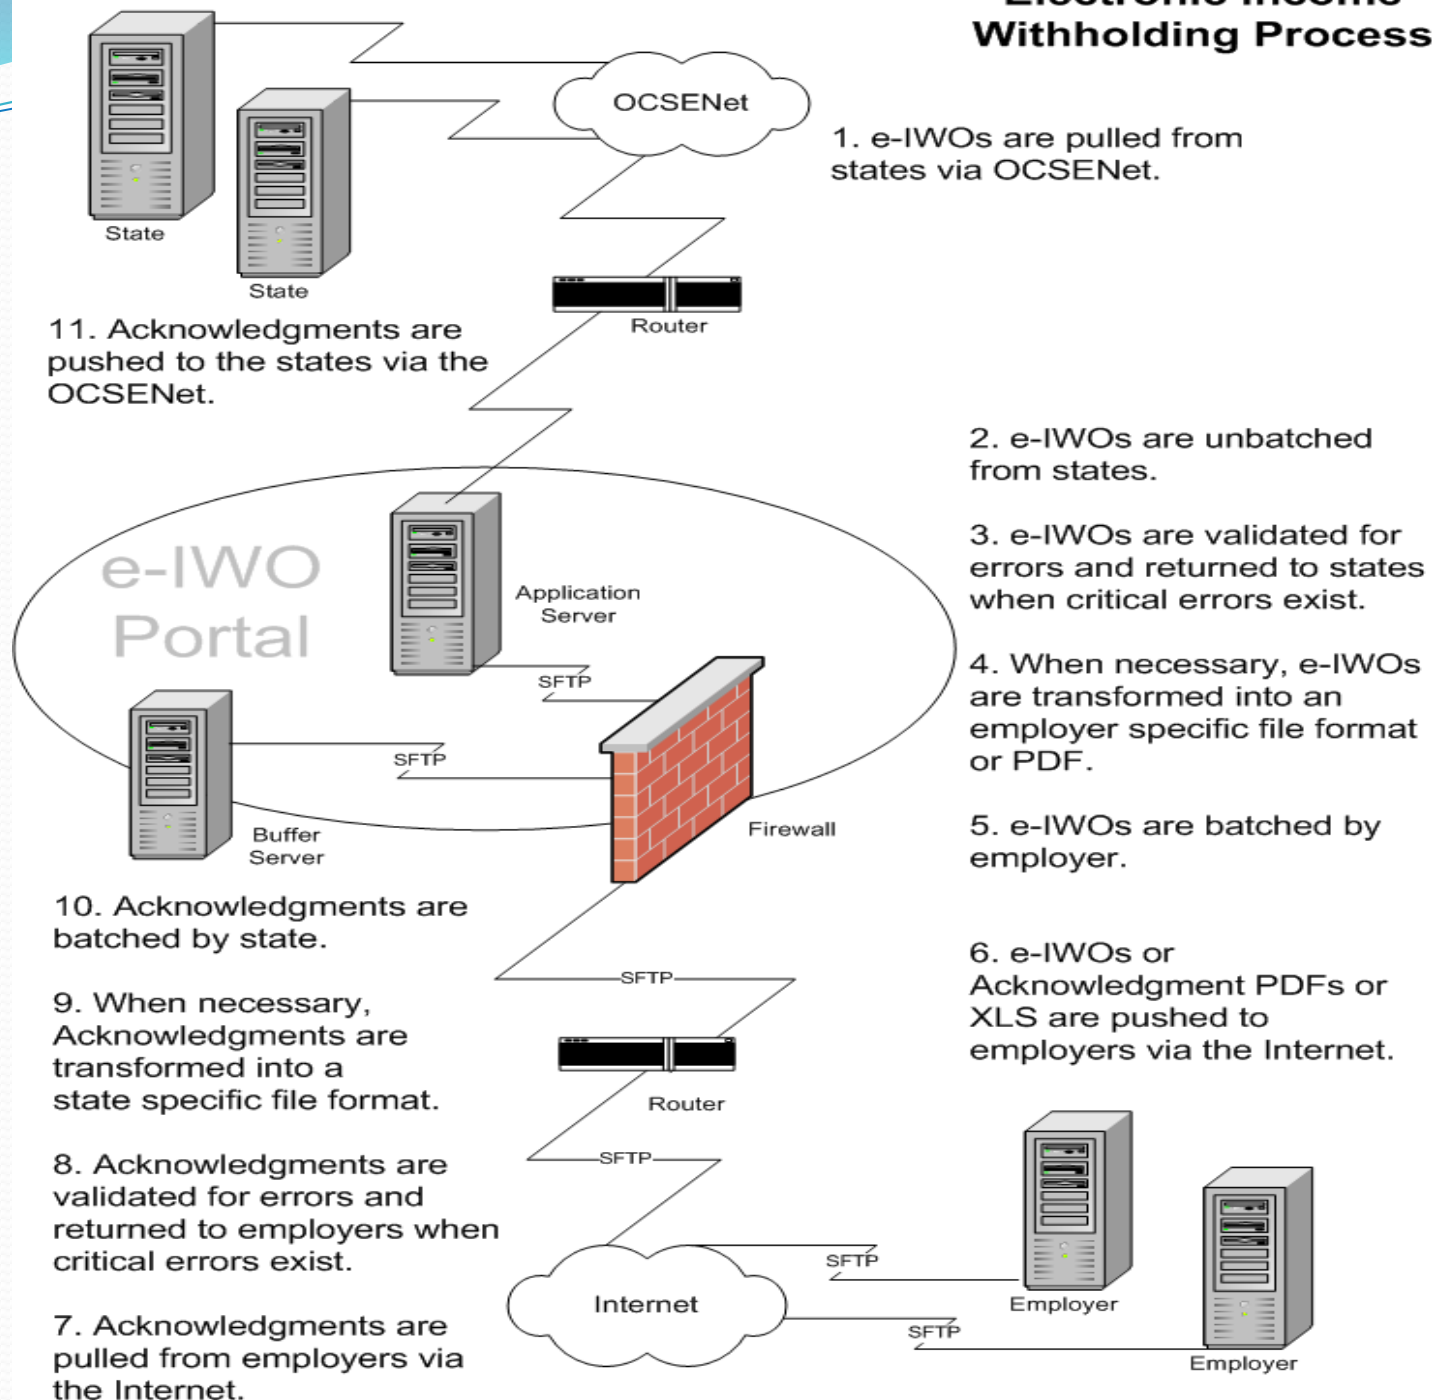 Electronic Income
Withholding Process
OCSENet
1. e-IWOs are pulled from
states via OCSENet.
State
State
Router
11. Acknowledgments are
pushed to the states via the
OCSENet.
2. e-IWOs are unbatched
from states.
3. e-IWOs are validated for
errors and returned to states
when critical errors exist.
4. When necessary, e-IWOs
are transformed into an
employer specific file format
or PDF.
5. e-IWOs are batched by
employer.
e-IWO
Portal
Application
Server
SFTP
SFTP
Buffer
Server
Firewall
10. Acknowledgments are
batched by state.
9. When necessary,
Acknowledgments are
transformed into a
state specific file format.
8. Acknowledgments are
validated for errors and
returned to employers when
critical errors exist.
7. Acknowledgments are
pulled from employers via
the Internet.
SFTP
6. e-IWOs or
Acknowledgment PDFs or
XLS are pushed to
employers via the Internet.
Router
SFTP
Internet
SFTP
Employer
SFTP
Employer